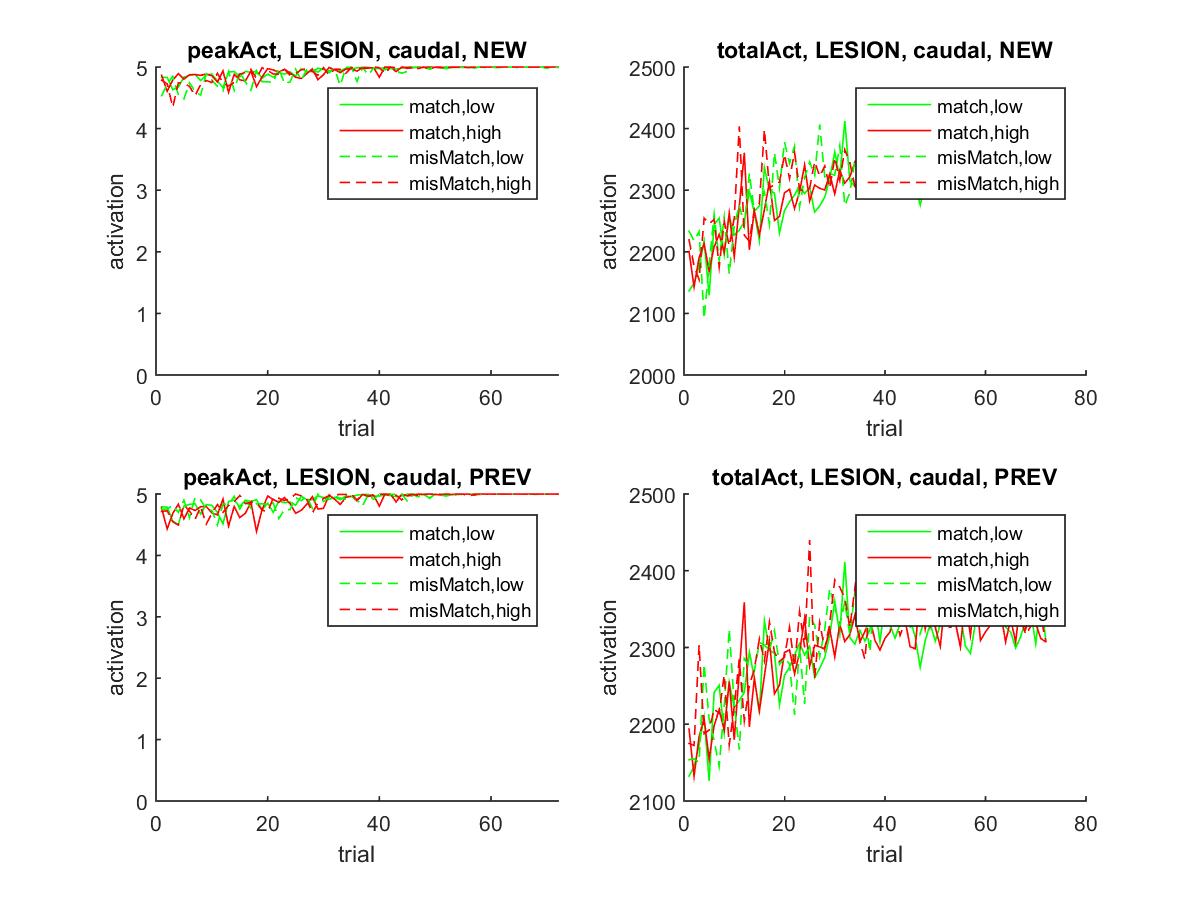 peakAct, LESION, caudal, NEW
5
4
3
2
1
0
activation
match,low
match,high
misMatch,low
misMatch,high
0 20 40 60
trial
totalAct, LESION, caudal, NEW
2500
2400
2300
2200
2100
2000
activation
match,low
match,high
misMatch,low
misMatch,high
0 20 40 60 80
trial
peakAct, LESION, caudal, PREV
5
4
3
2
1
0
activation
match,low
match,high
misMatch,low
misMatch,high
0 20 40 60
trial
totalAct, LESION, caudal, PREV
2500
2400
2300
2200
2100
activation
match,low
match,high
misMatch,low
misMatch,high
0 20 40 60 80
trial